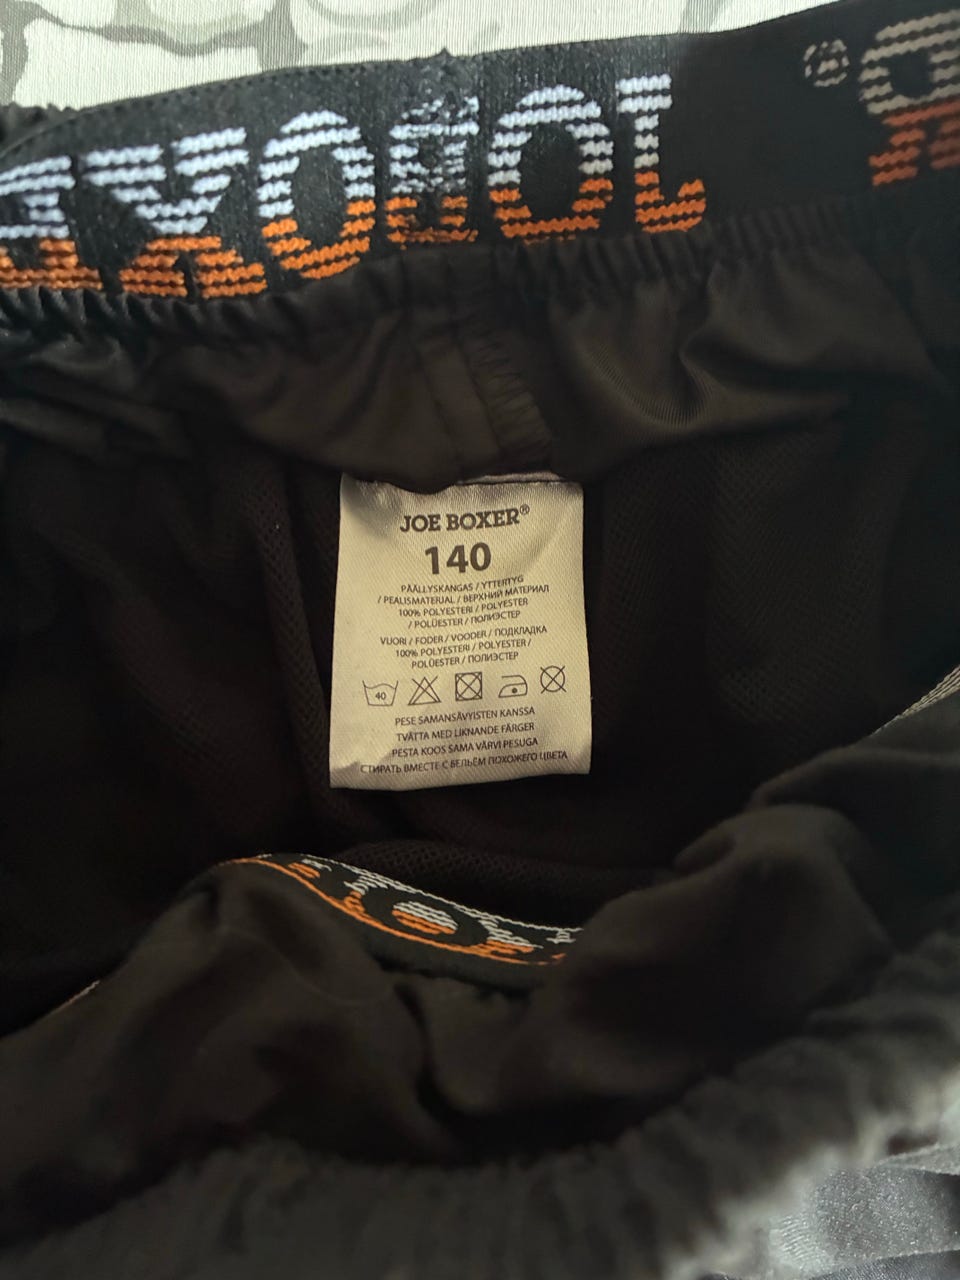 JOE BOXER®
140
PÄÄLLYSKANGAS / YTTERTYG
/ PEALISMATERJAL / ВЕРХНИЙ МАТЕРИАЛ
100% POLYESTERI / POLYESTER
/ POLÜESTER / ПОЛИЭСТЕР
VUORI / FODER / VOODER / ПОДКЛАДКА
100% POLYESTERI / POLYESTER /
POLÜESTER / ПОЛИЭСТЕР
40
PESE SAMANSÄVYISTEN KANSSA
TVÄTTA MED LIKNANDE FÄRGER
PESTA KOOS SAMA VÄRVI PESUGA
СТИРАТЬ ВМЕСТЕ С БЕЛЬЁМ ПОХОЖЕГО ЦВЕТА